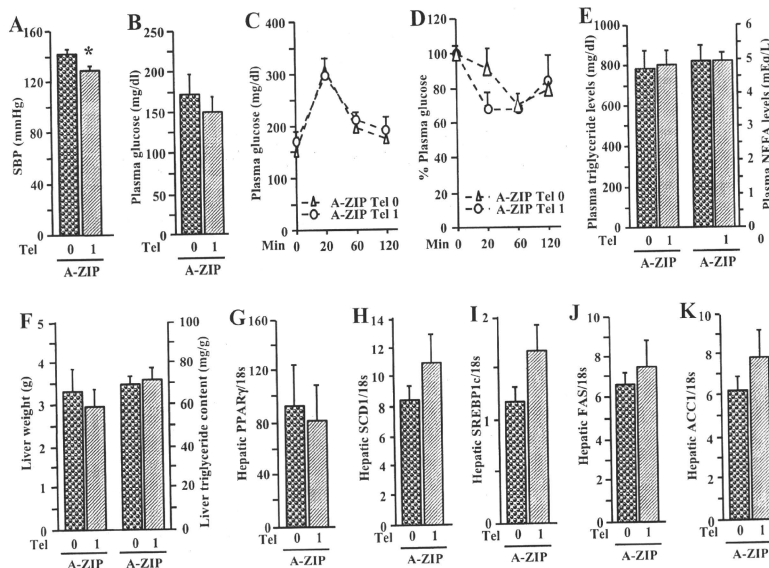 A
SBP (mmHg)
160
120
80
40
0
Tel 0 1
A-ZIP
*
B
Plasma glucose (mg/dl)
250
200
150
100
50
0
0 1
A-ZIP
C
Plasma glucose (mg/dl)
400
300
200
100
0
A-ZIP Tel 0
A-ZIP Tel 1
Min 0 20 60 120
D
% Plasma glucose
120
100
80
60
40
20
0
A-ZIP Tel 0
A-ZIP Tel 1
Min 0 20 60 120
E
Plasma triglyceride levels (mg/dl)
1000
800
600
400
200
0
Plasma NEFA levels (mEq/L)
6
5
4
3
2
1
0
Tel 0 1 1 0
A-ZIP A-ZIP
F
Liver weight (g)
5
4
3
2
1
0
Liver triglyceride content (mg/g)
100
80
60
40
20
0
Tel 0 1 0 1
A-ZIP A-ZIP
G
Hepatic PPARγ/18s
160
120
80
40
0
Tel 0 1
A-ZIP
H
Hepatic SCD1/18s
14
12
10
8
6
4
2
0
Tel 0 1
A-ZIP
I
Hepatic SREBP1c/18s
2
1
0
0 1
A-ZIP
J
Hepatic FAS/18s
10
8
6
4
2
0
Tel 0 1
A-ZIP
K
Hepatic ACC1/18s
10
8
6
4
2
0
Tel 0 1
A-ZIP